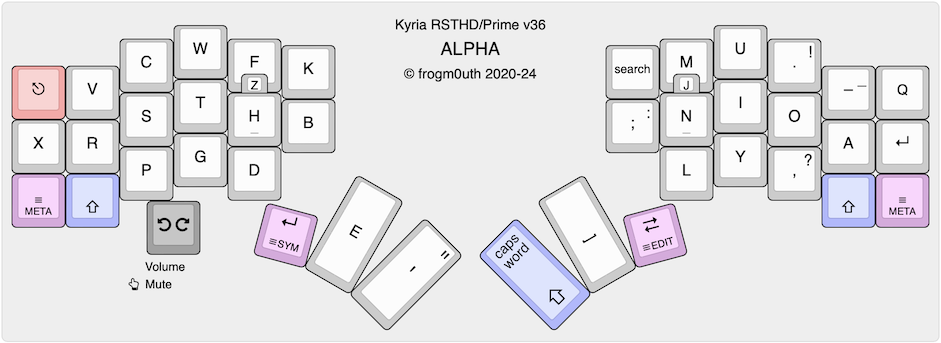 Kyria RSTHD/Prime v36
ALPHA
© frogm0uth 2020-24
V
C
W
F
Z
K
X
R
S
T
H
B
P
G
D
≡
META
⇧
Volume
Mute
↵
≡SYM
E
' "
search
M
J
U
. !
– —
Q
; :
N
I
O
A
↵
L
Y
, ?
⇧
≡
META
caps
word
⇧
⇄
≡EDIT